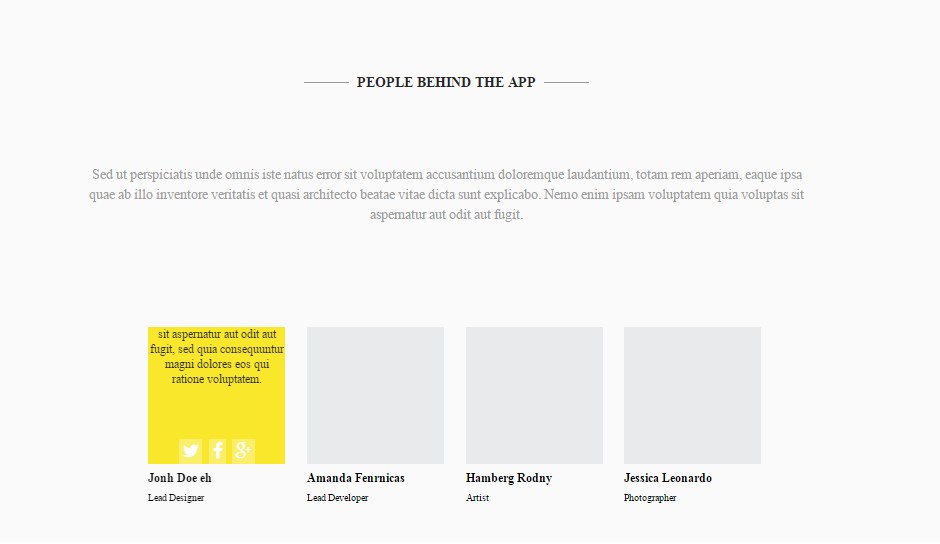 PEOPLE BEHIND THE APP
Sed ut perspiciatis unde omnis iste natus error sit voluptatem accusantium doloremque laudantium, totam rem aperiam, eaque ipsa
quae ab illo inventore veritatis et quasi architecto beatae vitae dicta sunt explicabo. Nemo enim ipsam voluptatem quia voluptas sit
aspernatur aut odit aut fugit.
sit aspernatur aut odit aut
fugit, sed quia consequuntur
magni dolores eos qui
ratione voluptatem.
Jonh Doe eh
Lead Designer
Amanda Fenrnicas
Lead Developer
Hamberg Rodny
Artist
Jessica Leonardo
Photographer